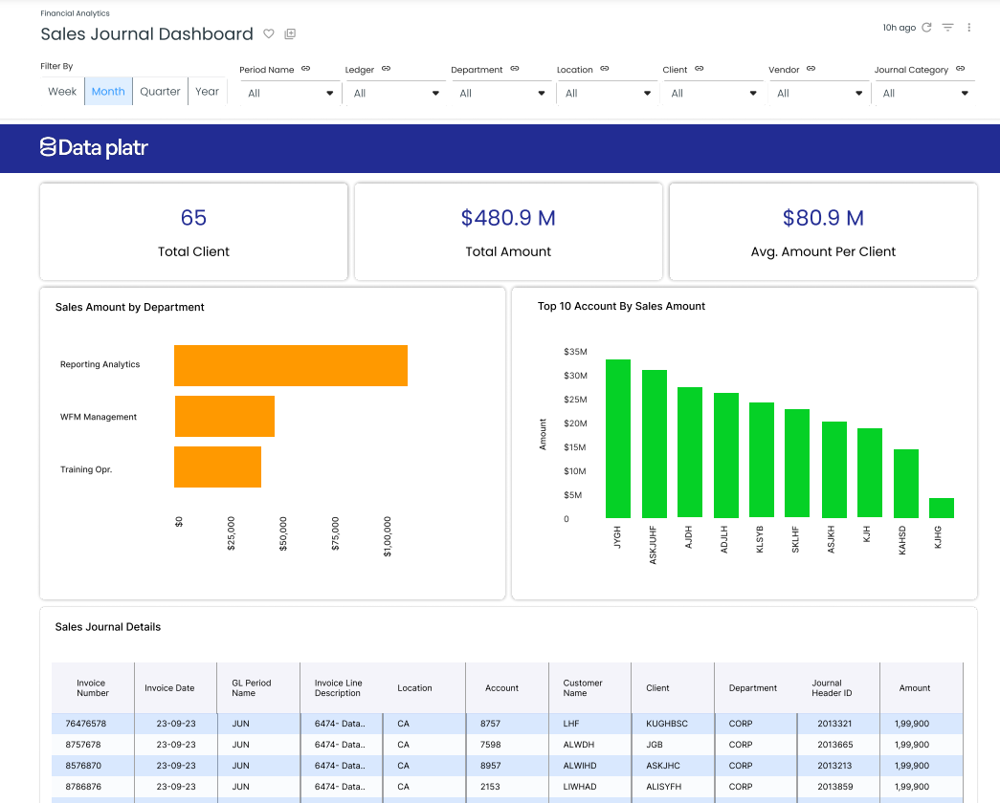 Financial Analytics
Sales Journal Dashboard
10h ago
Filter By
Week Month Quarter Year
Period Name Ledger Department Location Client Vendor Journal Category
All All All All All All All
Data platr
65
Total Client
$480.9 M
Total Amount
$80.9 M
Avg. Amount Per Client
Sales Amount by Department
Reporting Analytics
WFM Management
Training Opr.
$0 $25,000 $50,000 $75,000 $1,00,000
Top 10 Account By Sales Amount
Amount
$35M
$30M
$25M
$20M
$15M
$10M
$5M
0
JYGH ASKJUHF AJDH ADJLH KLSYB SKLHF ASJKH KJH KAHSD KJHG
Sales Journal Details
Invoice Number Invoice Date GL Period Name Invoice Line Description Location Account Customer Name Client Department Journal Header ID Amount
76476578 23-09-23 JUN 6474- Data.. CA 8757 LHF KUGHBSC CORP 2013321 1,99,900
8757678 23-09-23 JUN 6474- Data.. CA 7598 ALWDH JGB CORP 2013665 1,99,900
8576870 23-09-23 JUN 6474- Data.. CA 8957 ALWIHD ASKJHC CORP 2013213 1,99,900
8786876 23-09-23 JUN 6474- Data.. CA 2153 LIWHAD ALISYFH CORP 2013859 1,99,900